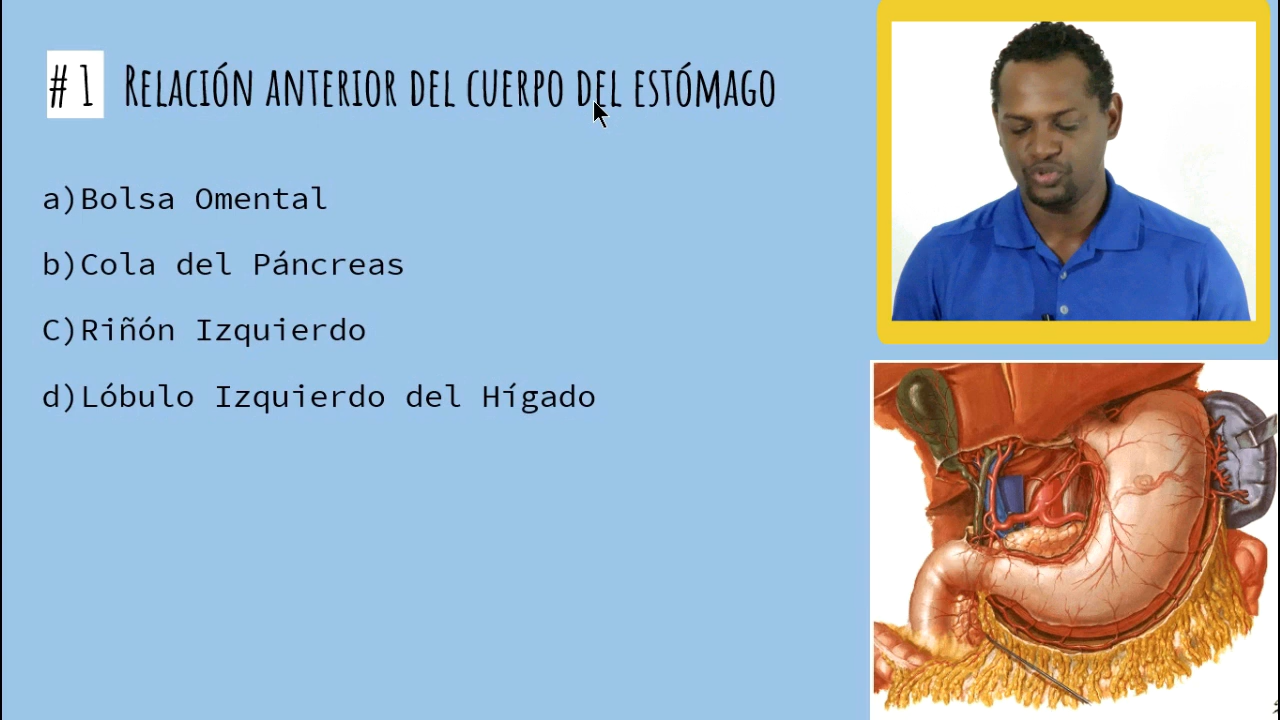 # 1 RELACIÓN ANTERIOR DEL CUERPO DEL ESTÓMAGO
a)Bolsa Omental
b)Cola del Páncreas
C)Riñón Izquierdo
d)Lóbulo Izquierdo del Hígado